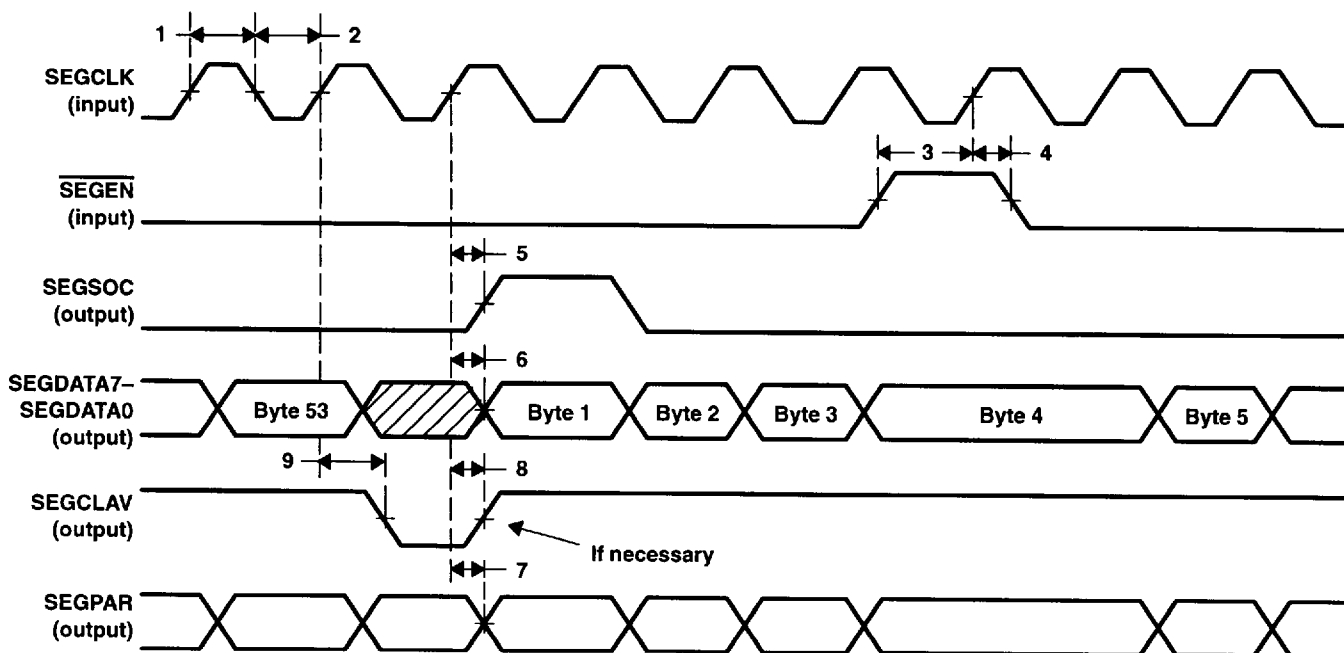 1
2
SEGCLK
(input)
3
4
SEGEN
(input)
5
SEGSOC
(output)
6
SEGDATA7–
SEGDATA0
(output)
Byte 53
Byte 1
Byte 2
Byte 3
Byte 4
Byte 5
9
8
SEGCLAV
(output)
If necessary
7
SEGPAR
(output)